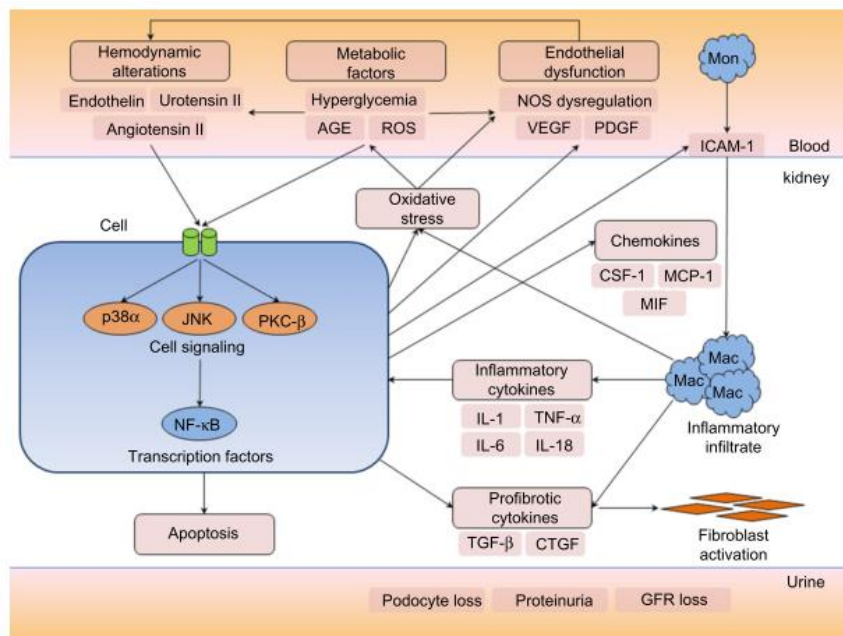 Hemodynamic
alterations
Metabolic
factors
Endothelial
dysfunction
Mon
Endothelin
Urotensin II
Angiotensin II
Hyperglycemia
AGE
ROS
NOS dysregulation
VEGF
PDGF
ICAM-1
Blood
kidney
Oxidative
stress
Cell
Chemokines
CSF-1
MCP-1
MIF
p38α
JNK
PKC-β
Cell signaling
NF-κB
Transcription factors
Inflammatory
cytokines
IL-1
TNF-α
IL-6
IL-18
Mac
Mac
Mac
Inflammatory
infiltrate
Apoptosis
Profibrotic
cytokines
TGF-β
CTGF
Fibroblast
activation
Urine
Podocyte loss
Proteinuria
GFR loss